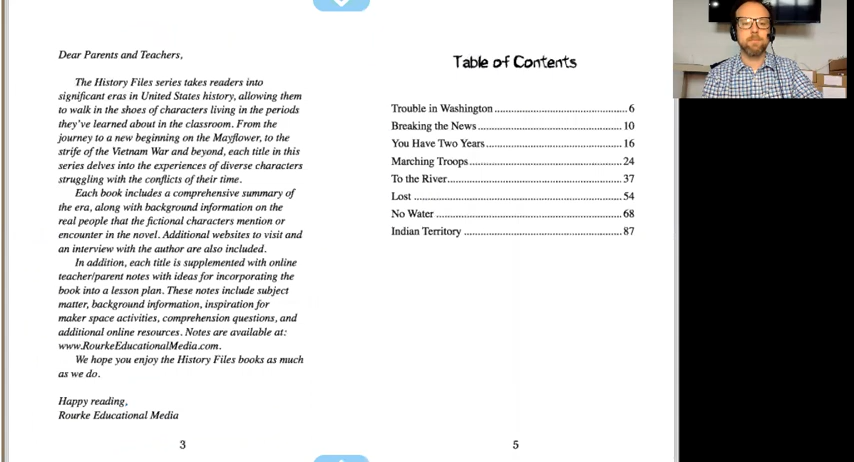 Dear Parents and Teachers,
The History Files series takes readers into
significant eras in United States history, allowing them
to walk in the shoes of characters living in the periods
they've learned about in the classroom. From the
journey to a new beginning on the Mayflower, to the
strife of the Vietnam War and beyond, each title in this
series delves into the experiences of diverse characters
struggling with the conflicts of their time.
Each book includes a comprehensive summary of
the era, along with background information on the
real people that the fictional characters mention or
encounter in the novel. Additional websites to visit and
an interview with the author are also included.
In addition, each title is supplemented with online
teacher/parent notes with ideas for incorporating the
book into a lesson plan. These notes include subject
matter, background information, inspiration for
maker space activities, comprehension questions, and
additional online resources. Notes are available at:
www.RourkeEducationalMedia.com.
We hope you enjoy the History Files books as much
as we do.
Happy reading,
Rourke Educational Media
3
Table of Contents
Trouble in Washington 6
Breaking the News 10
You Have Two Years 16
Marching Troops 24
To the River 37
Lost 54
No Water 68
Indian Territory 87
5